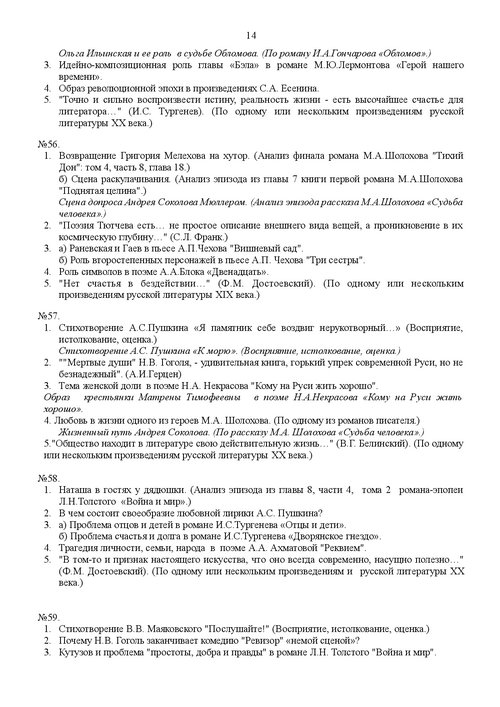 14
Ольга Ильинская и ее роль в судьбе Обломова. (По роману И.А.Гончарова «Обломов».)
3. Идейно-композиционная роль главы «Бэла» в романе М.Ю.Лермонтова «Герой нашего
времени».
4. Образ революционной эпохи в произведениях С.А. Есенина.
5. "Точно и сильно воспроизвести истину, реальность жизни - есть высочайшее счастье для
литератора…" (И.С. Тургенев). (По одному или нескольким произведениям русской
литературы XX века.)
№56.
1. Возвращение Григория Мелехова на хутор. (Анализ финала романа М.А.Шолохова "Тихий
Дон": том 4, часть 8, глава 18.)
б) Сцена раскулачивания. (Анализ эпизода из главы 7 книги первой романа М.А.Шолохова
"Поднятая целина".)
Сцена допроса Андрея Соколова Мюллером. (Анализ эпизода рассказа М.А.Шолохова «Судьба
человека».)
2. "Поэзия Тютчева есть… не простое описание внешнего вида вещей, а проникновение в их
космическую глубину…" (С.Л. Франк.)
3. а) Раневская и Гаев в пьесе А.П.Чехова "Вишневый сад".
б) Роль второстепенных персонажей в пьесе А.П. Чехова "Три сестры".
4. Роль символов в поэме А.А.Блока «Двенадцать».
5. "Нет счастья в бездействии…" (Ф.М. Достоевский). (По одному или нескольким
произведениям русской литературы XIX века.)
№57.
1. Стихотворение А.С.Пушкина «Я памятник себе воздвиг нерукотворный…» (Восприятие,
истолкование, оценка.)
Стихотворение А.С. Пушкина «К морю». (Восприятие, истолкование, оценка.)
2. ""Мертвые души" Н.В. Гоголя, - удивительная книга, горький упрек современной Руси, но не
безнадежный". (А.И.Герцен)
3. Тема женской доли в поэме Н.А. Некрасова "Кому на Руси жить хорошо".
Образ крестьянки Матрены Тимофеевны в поэме Н.А.Некрасова «Кому на Руси жить
хорошо».
4. Любовь в жизни одного из героев М.А. Шолохова. (По одному из романов писателя.)
Жизненный путь Андрея Соколова. (По рассказу М.А. Шолохова «Судьба человека».)
5."Общество находит в литературе свою действительную жизнь…" (В.Г. Белинский). (По одному
или нескольким произведениям русской литературы XX века.)
№58.
1. Наташа в гостях у дядюшки. (Анализ эпизода из главы 8, части 4, тома 2 романа-эпопеи
Л.Н.Толстого «Война и мир».)
2. В чем состоит своеобразие любовной лирики А.С. Пушкина?
3. а) Проблема отцов и детей в романе И.С.Тургенева «Отцы и дети».
б) Проблема счастья и долга в романе И.С.Тургенева «Дворянское гнездо».
4. Трагедия личности, семьи, народа в поэме А.А. Ахматовой "Реквием".
5. "В том-то и признак настоящего искусства, что оно всегда современно, насущно полезно…"
(Ф.М. Достоевский). (По одному или нескольким произведениям и русской литературы XX
века.)
№59.
1. Стихотворение В.В. Маяковского "Послушайте!" (Восприятие, истолкование, оценка.)
2. Почему Н.В. Гоголь заканчивает комедию "Ревизор" «немой сценой»?
3. Кутузов и проблема "простоты, добра и правды" в романе Л.Н. Толстого "Война и мир".